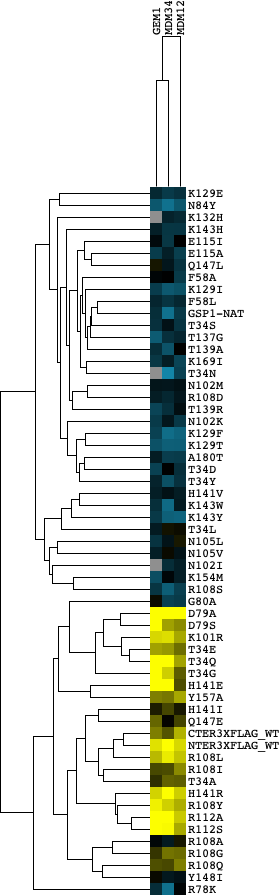 GEM1
MDM34
MDM12
K129E
N84Y
K132H
K143H
E115I
E115A
Q147L
F58A
K129I
F58L
GSP1-NAT
T34S
T137G
T139A
K169I
T34N
N102M
R108D
T139R
N102K
K129F
K129T
A180T
T34D
T34Y
H141V
K143W
K143Y
T34L
N105L
N105V
N102I
K154M
R108S
G80A
D79A
D79S
K101R
T34E
T34Q
T34G
H141E
Y157A
H141I
Q147E
CTER3XFLAG_WT
NTER3XFLAG_WT
R108L
R108I
T34A
H141R
R108Y
R112A
R112S
R108A
R108G
R108Q
Y148I
R78K